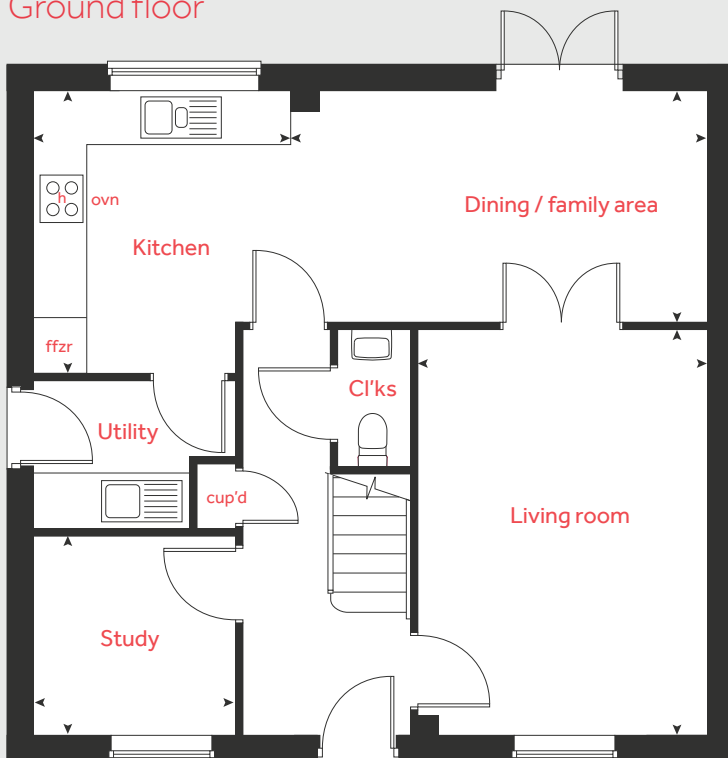 Ground floor
h ovn
Dining / family area
Kitchen
ffzr
Cl'ks
Utility
cup'd
Living room
Study